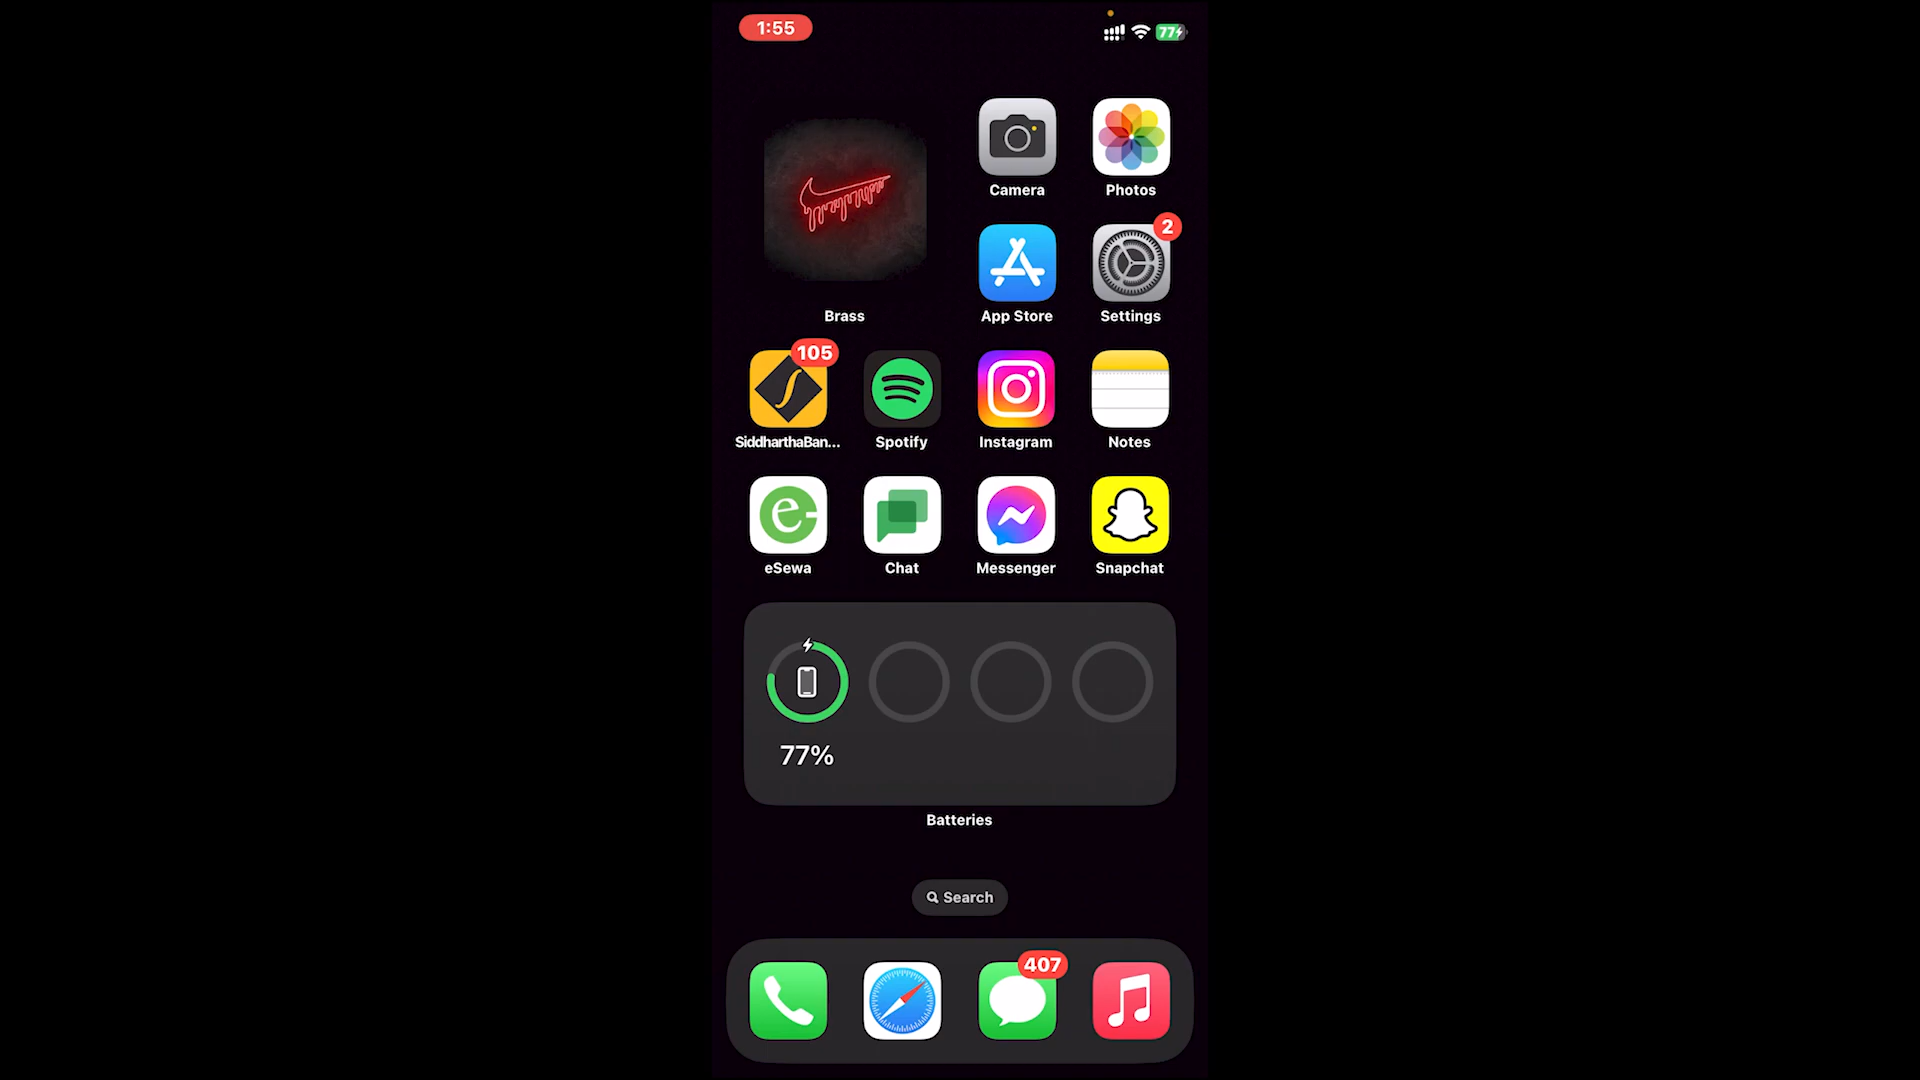 1:55
77
Camera
Photos
2
Brass
App Store
Settings
105
SiddharthaBan...
Spotify
Instagram
Notes
eSewa
Chat
Messenger
Snapchat
77%
Batteries
Search
407